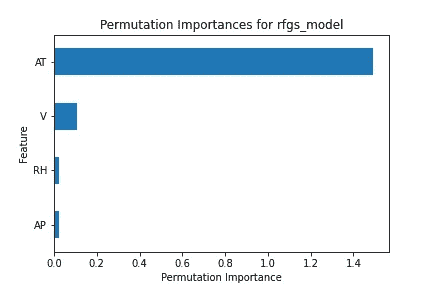 Permutation Importances for rfgs_model
AT
V
RH
AP
Feature
0.0 0.2 0.4 0.6 0.8 1.0 1.2 1.4
Permutation Importance